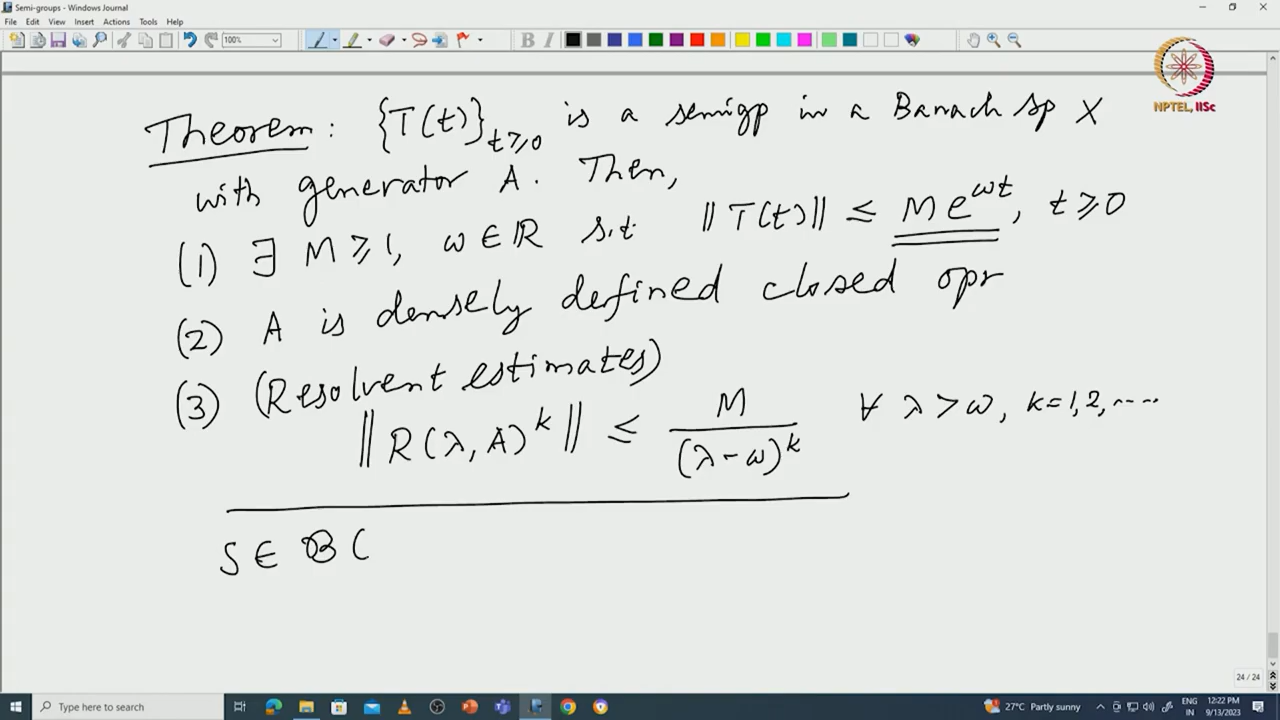 Semi-groups - Windows Journal
File Edit View Insert Actions Tools Help
100%
NPTEL, IISc
Theorem : {T(t)}_{t≥0} is a semigp in a Banach sp X
with generator A. Then,
(1) ∃ M ≥ 1, ω ∈ ℝ s.t. ‖T(t)‖ ≤ M e^{ωt}, t ≥ 0
(2) A is densely defined closed opr
(3) (Resolvent estimates)
‖R(λ, A)^k‖ ≤ M / (λ-ω)^k ∀ λ > ω, k = 1, 2, .....
S ∈ 𝔹 (
24 / 24
Type here to search
27°C Partly sunny
ENG
IN
12:22 PM
9/13/2023